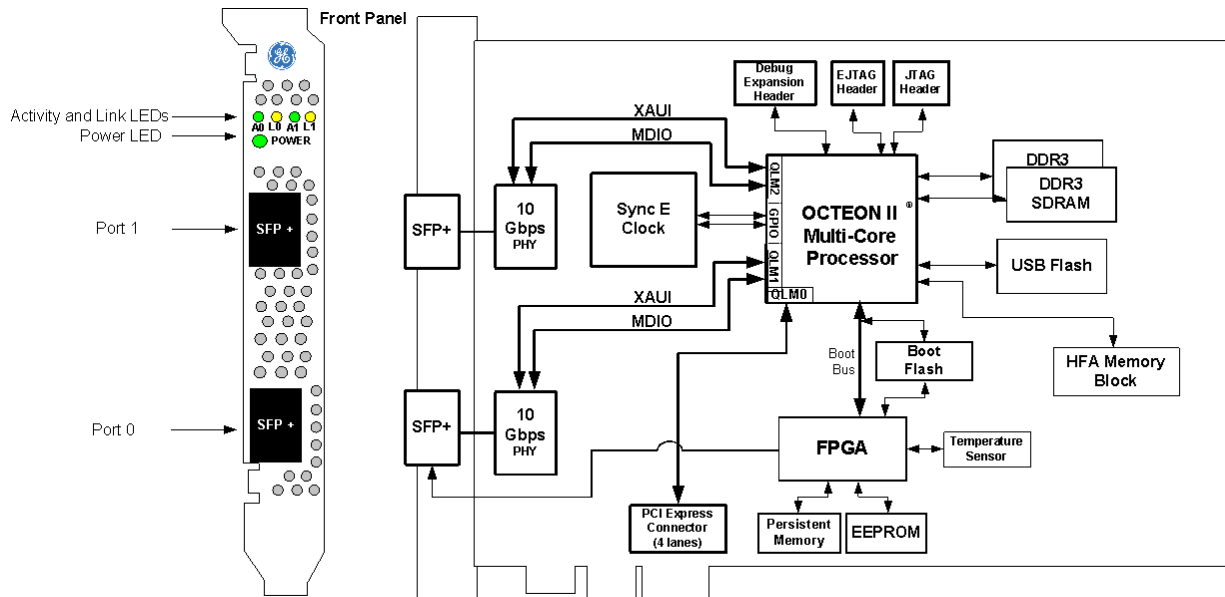 Front Panel
GE
Activity and Link LEDs
A0 L0 A1 L1
Power LED
POWER
Port 1
SFP +
Port 0
SFP +
Debug
Expansion
Header
EJTAG
Header
JTAG
Header
XAUI
MDIO
SFP+
10
Gbps
PHY
Sync E
Clock
QLM2
GPIO
QLM1
QLM0
OCTEON II ®
Multi-Core
Processor
DDR3
DDR3
SDRAM
USB Flash
HFA Memory
Block
XAUI
MDIO
Boot
Bus
Boot
Flash
SFP+
10
Gbps
PHY
FPGA
Temperature
Sensor
PCI Express
Connector
(4 lanes)
Persistent
Memory
EEPROM